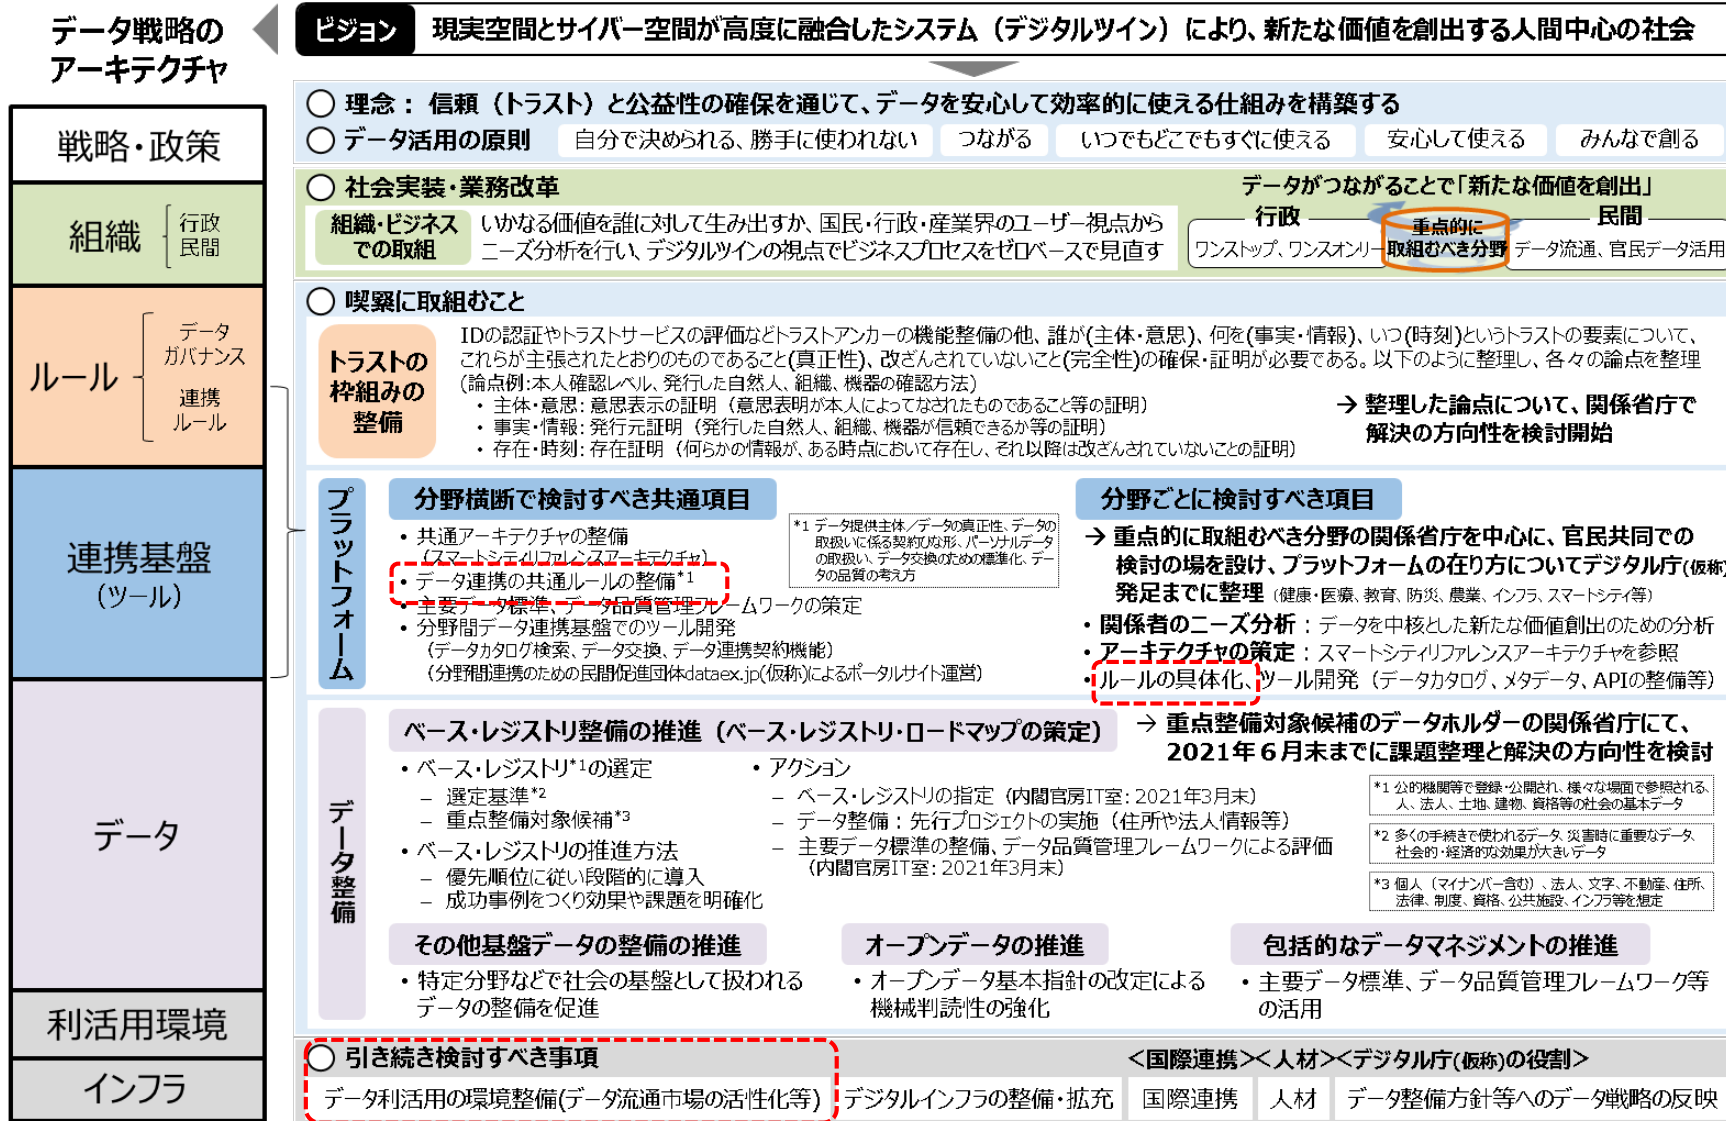 データ戦略の
アーキテクチャ
戦略・政策
組織
行政
民間
ルール
データ
ガバナンス
連携
ルール
連携基盤
(ツール)
データ
利活用環境
インフラ
ビジョン 現実空間とサイバー空間が高度に融合したシステム（デジタルツイン）により、新たな価値を創出する人間中心の社会
○ 理念： 信頼（トラスト）と公益性の確保を通じて、データを安心して効率的に使える仕組みを構築する
○ データ活用の原則 自分で決められる、勝手に使われない つながる いつでもどこでもすぐに使える 安心して使える みんなで創る
○ 社会実装・業務改革
組織・ビジネス
での取組
いかなる価値を誰に対して生み出すか、国民・行政・産業界のユーザー視点から
ニーズ分析を行い、デジタルツインの視点でビジネスプロセスをゼロベースで見直す
データがつながることで「新たな価値を創出」
行政
ワンストップ、ワンスオンリー
重点的に
取組むべき分野
民間
データ流通、官民データ活用
○ 喫緊に取組むこと
トラストの
枠組みの
整備
IDの認証やトラストサービスの評価などトラストアンカーの機能整備の他、誰が(主体・意思)、何を(事実・情報)、いつ(時刻)というトラストの要素について、
これらが主張されたとおりのものであること(真正性)、改ざんされていないこと(完全性)の確保・証明が必要である。以下のように整理し、各々の論点を整理
(論点例:本人確認レベル、発行した自然人、組織、機器の確認方法)
・ 主体・意思: 意思表示の証明（意思表明が本人によってなされたものであること等の証明）
・ 事実・情報: 発行元証明（発行した自然人、組織、機器が信頼できるか等の証明）
・ 存在・時刻: 存在証明（何らかの情報が、ある時点において存在し、それ以降は改ざんされていないことの証明）
→ 整理した論点について、関係省庁で
解決の方向性を検討開始
プラットフォーム
分野横断で検討すべき共通項目
・ 共通アーキテクチャの整備
（スマートシティリファレンスアーキテクチャ）
・ データ連携の共通ルールの整備*1
・ 主要データ標準、データ品質管理フレームワークの策定
・ 分野間データ連携基盤でのツール開発
（データカタログ検索、データ交換、データ連携契約機能）
（分野間連携のための民間促進団体dataex.jp(仮称)によるポータルサイト運営）
*1 データ提供主体／データの真正性、データの
取扱いに係る契約ひな形、パーソナルデータ
の取扱い、データ交換のための標準化、デー
タの品質の考え方
分野ごとに検討すべき項目
→ 重点的に取組むべき分野の関係省庁を中心に、官民共同での
検討の場を設け、プラットフォームの在り方についてデジタル庁(仮称)
発足までに整理（健康・医療、教育、防災、農業、インフラ、スマートシティ等）
・ 関係者のニーズ分析：データを中核とした新たな価値創出のための分析
・ アーキテクチャの策定：スマートシティリファレンスアーキテクチャを参照
・ ルールの具体化、ツール開発（データカタログ、メタデータ、APIの整備等）
データ整備
ベース・レジストリ整備の推進（ベース・レジストリ・ロードマップの策定）
・ ベース・レジストリ*1の選定
– 選定基準*2
– 重点整備対象候補*3
・ ベース・レジストリの推進方法
– 優先順位に従い段階的に導入
– 成功事例をつくり効果や課題を明確化
・ アクション
– ベース・レジストリの指定（内閣官房IT室: 2021年3月末）
– データ整備：先行プロジェクトの実施（住所や法人情報等）
– 主要データ標準の整備、データ品質管理フレームワークによる評価
（内閣官房IT室: 2021年3月末）
→ 重点整備対象候補のデータホルダーの関係省庁にて、
2021年６月末までに課題整理と解決の方向性を検討
*1 公的機関等で登録・公開され、様々な場面で参照される、
人、法人、土地、建物、資格等の社会の基本データ
*2 多くの手続きで使われるデータ、災害時に重要なデータ、
社会的・経済的な効果が大きいデータ
*3 個人（マイナンバー含む）、法人、文字、不動産、住所、
法律、制度、資格、公共施設、インフラ等を想定
その他基盤データの整備の推進
・ 特定分野などで社会の基盤として扱われる
データの整備を促進
オープンデータの推進
・ オープンデータ基本指針の改定による
機械判読性の強化
包括的なデータマネジメントの推進
・ 主要データ標準、データ品質管理フレームワーク等
の活用
○ 引き続き検討すべき事項 <国際連携><人材><デジタル庁(仮称)の役割>
データ利活用の環境整備(データ流通市場の活性化等) デジタルインフラの整備・拡充 国際連携 人材 データ整備方針等へのデータ戦略の反映